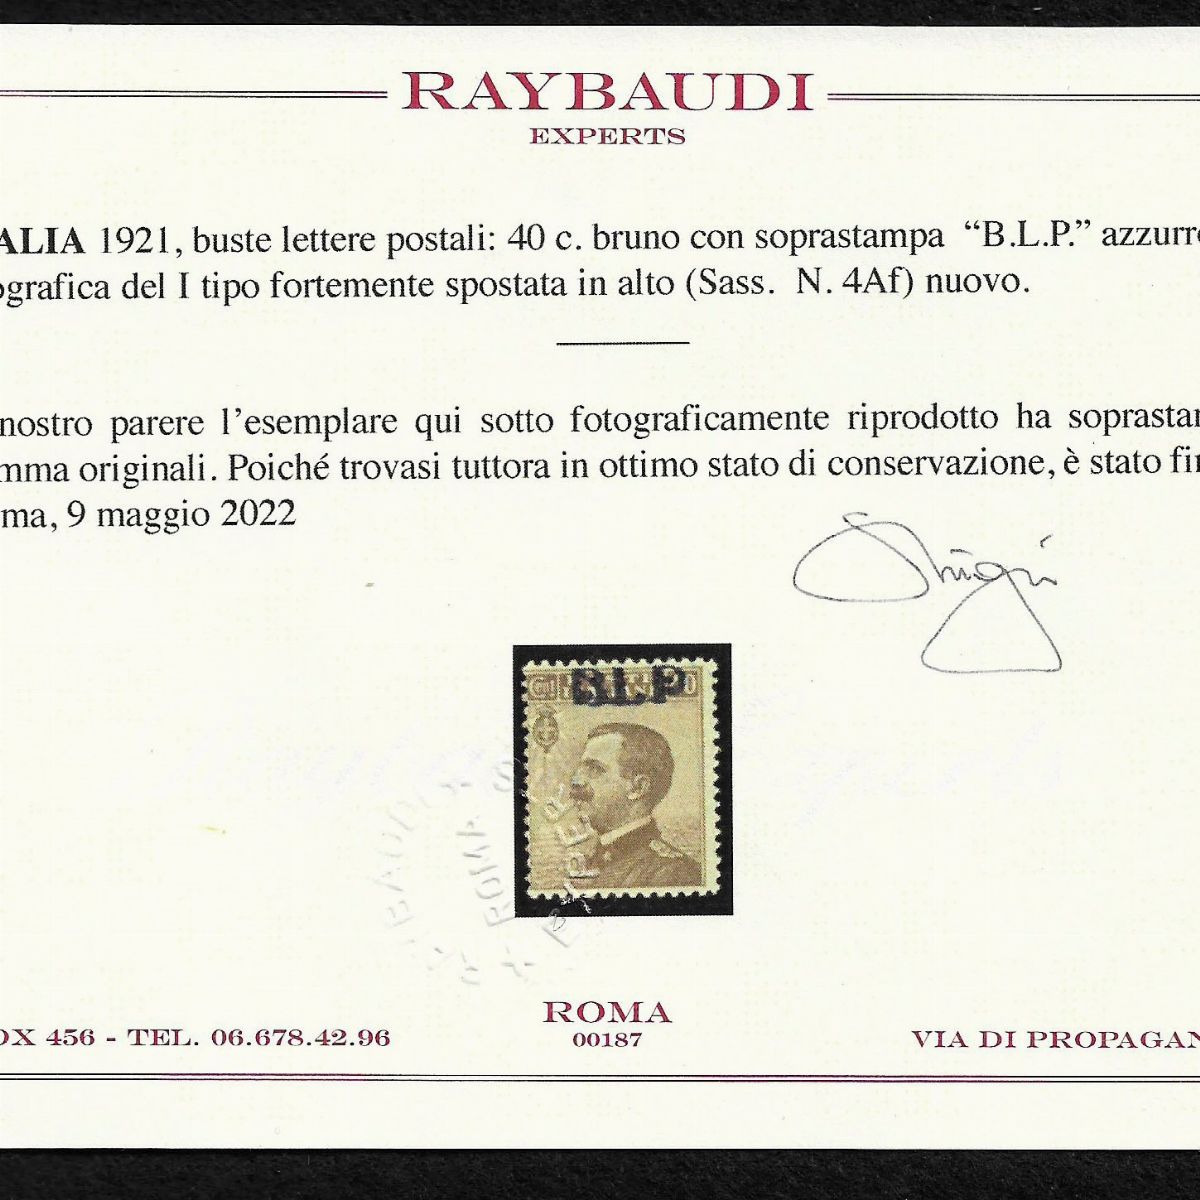 RAYBAUDI
EXPERTS
ALIA 1921, buste lettere postali: 40 c. bruno con soprastampa “B.L.P.” azzurro
ografica del I tipo fortemente spostata in alto (Sass. N. 4Af) nuovo.
nostro parere l’esemplare qui sotto fotograficamente riprodotto ha soprastam
mma originali. Poiché trovasi tuttora in ottimo stato di conservazione, è stato fir
ma, 9 maggio 2022
B.L.P
ROMA
ROMA
00187
OX 456 - TEL. 06.678.42.96
VIA DI PROPAGAN